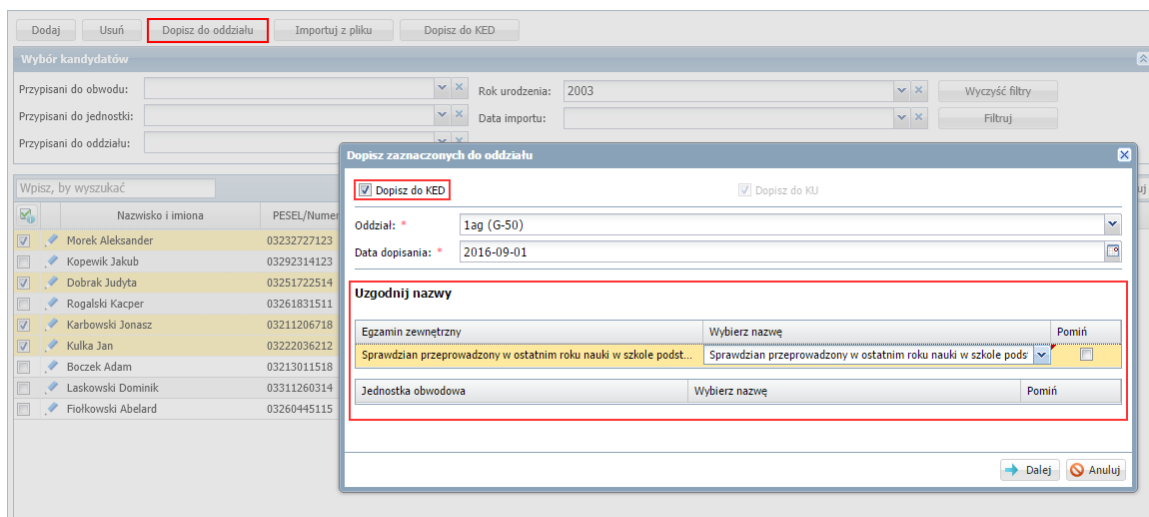 Dodaj Usuń Dopisz do oddziału Importuj z pliku Dopisz do KED
Wybór kandydatów
Przypisani do obwodu: Rok urodzenia: 2003 Wyczyść filtry
Przypisani do jednostki: Data importu: Filtruj
Przypisani do oddziału:
Dopisz zaznaczonych do oddziału
Wpisz, by wyszukać
Dopisz do KED Dopisz do KU
Nazwisko i imiona PESEL/Numer
Oddział: * 1ag (G-50)
Morek Aleksander 03232727123
Data dopisania: * 2016-09-01
Kopewik Jakub 03292314123
Dobrak Judyta 03251722514
Uzgodnij nazwy
Rogalski Kacper 03261831511
Karbowski Jonasz 03211206718
Egzamin zewnętrzny Wybierz nazwę Pomiń
Kulka Jan 03222036212
Sprawdzian przeprowadzony w ostatnim roku nauki w szkole podst... Sprawdzian przeprowadzony w ostatnim roku nauki w szkole pods
Boczek Adam 03213011518
Laskowski Dominik 03311260314
Jednostka obwodowa Wybierz nazwę Pomiń
Fiołkowski Abelard 03260445115
Dalej Anuluj